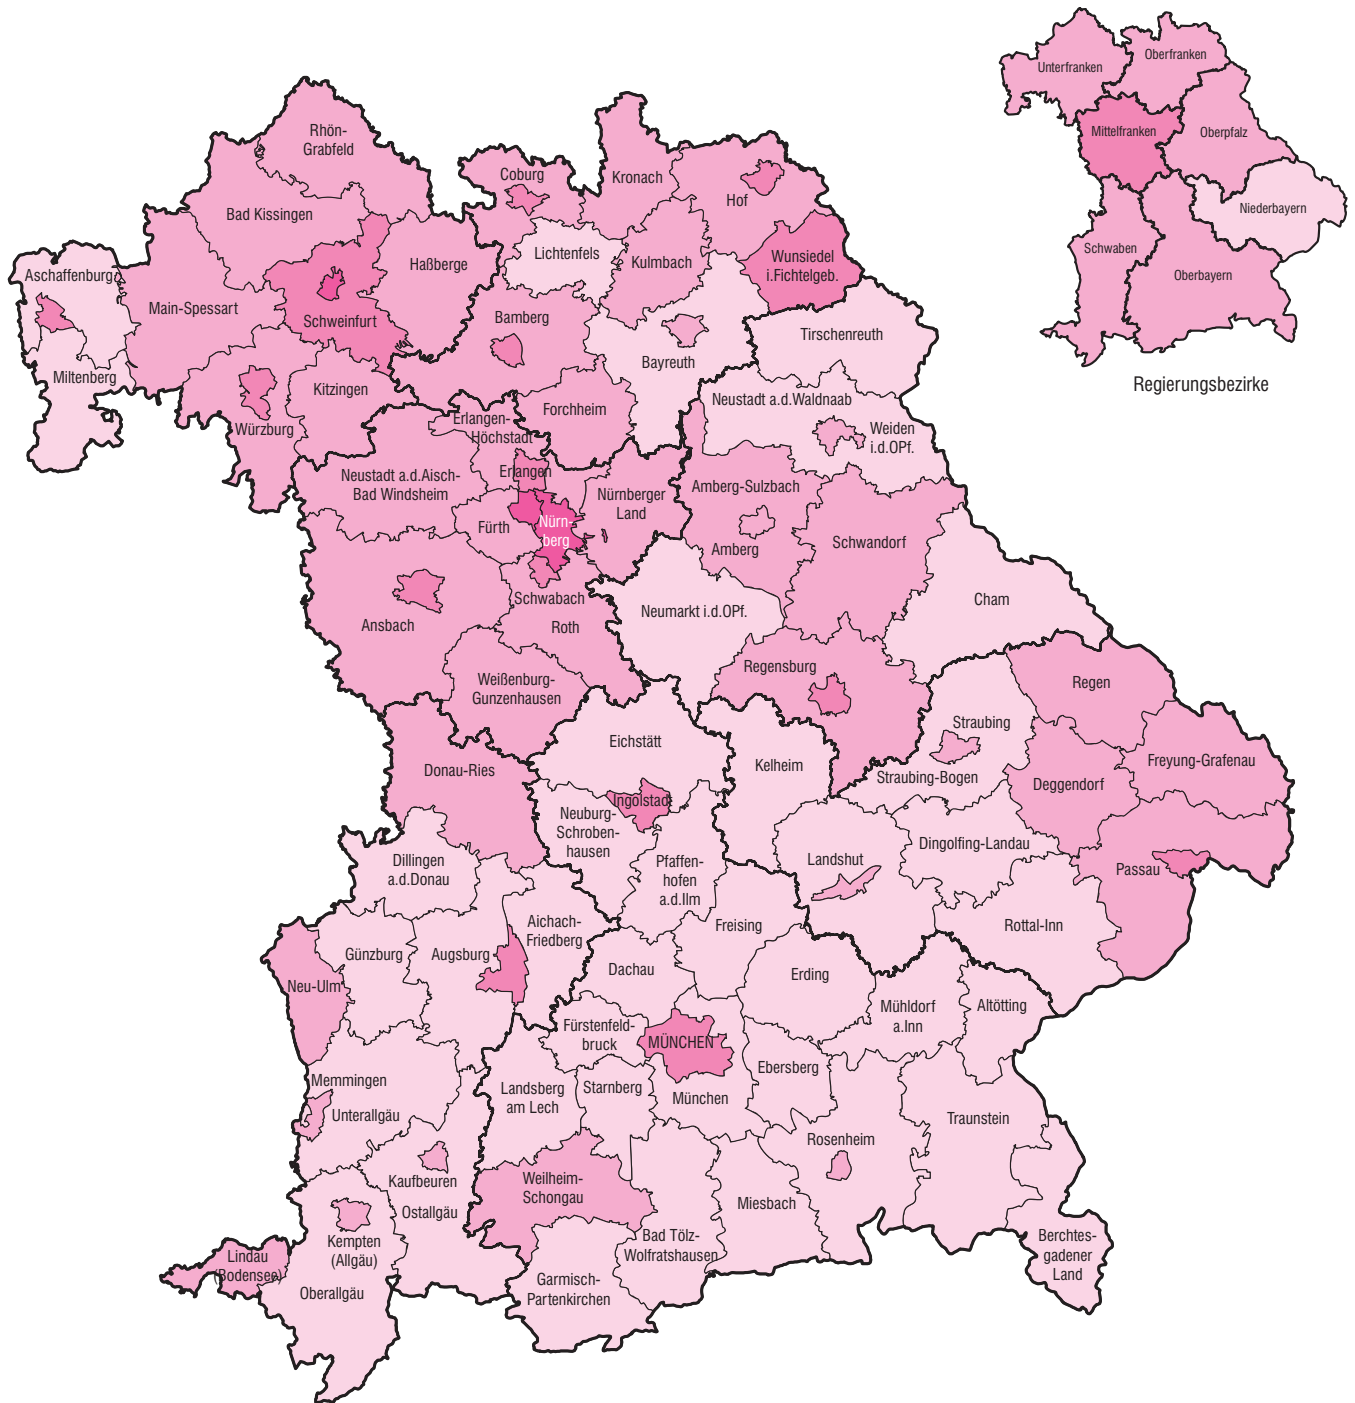 Unterfranken
Oberfranken
Mittelfranken
Oberpfalz
Niederbayern
Schwaben
Oberbayern
Regierungsbezirke
Rhön-
Grabfeld
Coburg
Kronach
Hof
Bad Kissingen
Lichtenfels
Kulmbach
Wunsiedel
i.Fichtelgeb.
Haßberge
Aschaffenburg
Main-Spessart
Schweinfurt
Bamberg
Tirschenreuth
Bayreuth
Miltenberg
Kitzingen
Neustadt a.d.Waldnaab
Forchheim
Würzburg
Erlangen-
Höchstadt
Weiden
i.d.OPf.
Neustadt a.d.Aisch-
Bad Windsheim
Erlangen
Nürnberger
Land
Amberg-Sulzbach
Fürth
Nürn-
berg
Amberg
Schwandorf
Ansbach
Schwabach
Roth
Neumarkt i.d.OPf.
Cham
Weißenburg-
Gunzenhausen
Regensburg
Regen
Eichstätt
Straubing
Donau-Ries
Kelheim
Straubing-Bogen
Freyung-Grafenau
Deggendorf
Ingolstadt
Neuburg-
Schroben-
hausen
Dillingen
a.d.Donau
Pfaffen-
hofen
a.d.Ilm
Landshut
Dingolfing-Landau
Passau
Aichach-
Friedberg
Freising
Rottal-Inn
Günzburg
Augsburg
Dachau
Erding
Neu-Ulm
Mühldorf
a.Inn
Altötting
Fürstenfeld-
bruck
MÜNCHEN
Ebersberg
Memmingen
Unterallgäu
Landsberg
am Lech
Starnberg
München
Traunstein
Rosenheim
Kaufbeuren
Weilheim-
Schongau
Ostallgäu
Miesbach
Bad Tölz-
Wolfratshausen
Kempten
(Allgäu)
Lindau
(Bodensee)
Oberallgäu
Garmisch-
Partenkirchen
Berchtes-
gadener
Land